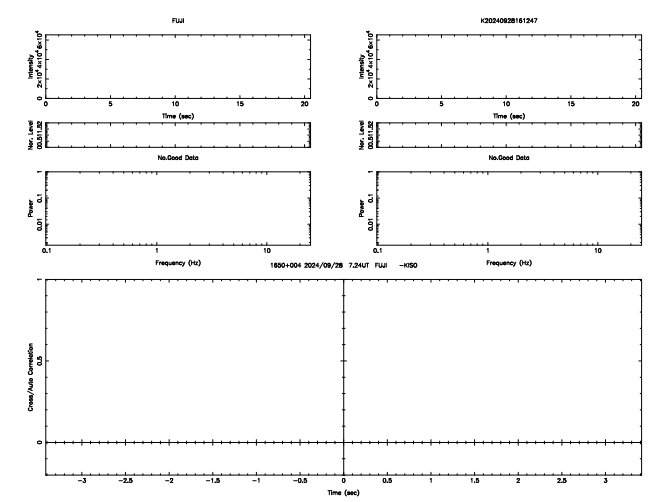 FUJI
K20240928161247
Intensity
0 2×10⁴ 4×10⁴ 6×10⁴
0 5 10 15 20
Time (sec)
Intensity
0 2×10⁴ 4×10⁴ 6×10⁴
0 5 10 15 20
Time (sec)
Nor. Level
00.511.52
Nor. Level
00.511.52
No.Good Data
No.Good Data
Power
1
0.1
0.01
0.1 1 10
Frequency (Hz)
Power
1
0.1
0.01
0.1 1 10
Frequency (Hz)
1650+004 2024/09/28 7.24UT FUJI -KISO
Cross/Auto Correlation
1
0.5
0
-3 -2.5 -2 -1.5 -1 -0.5 0 0.5 1 1.5 2 2.5 3
Time (sec)